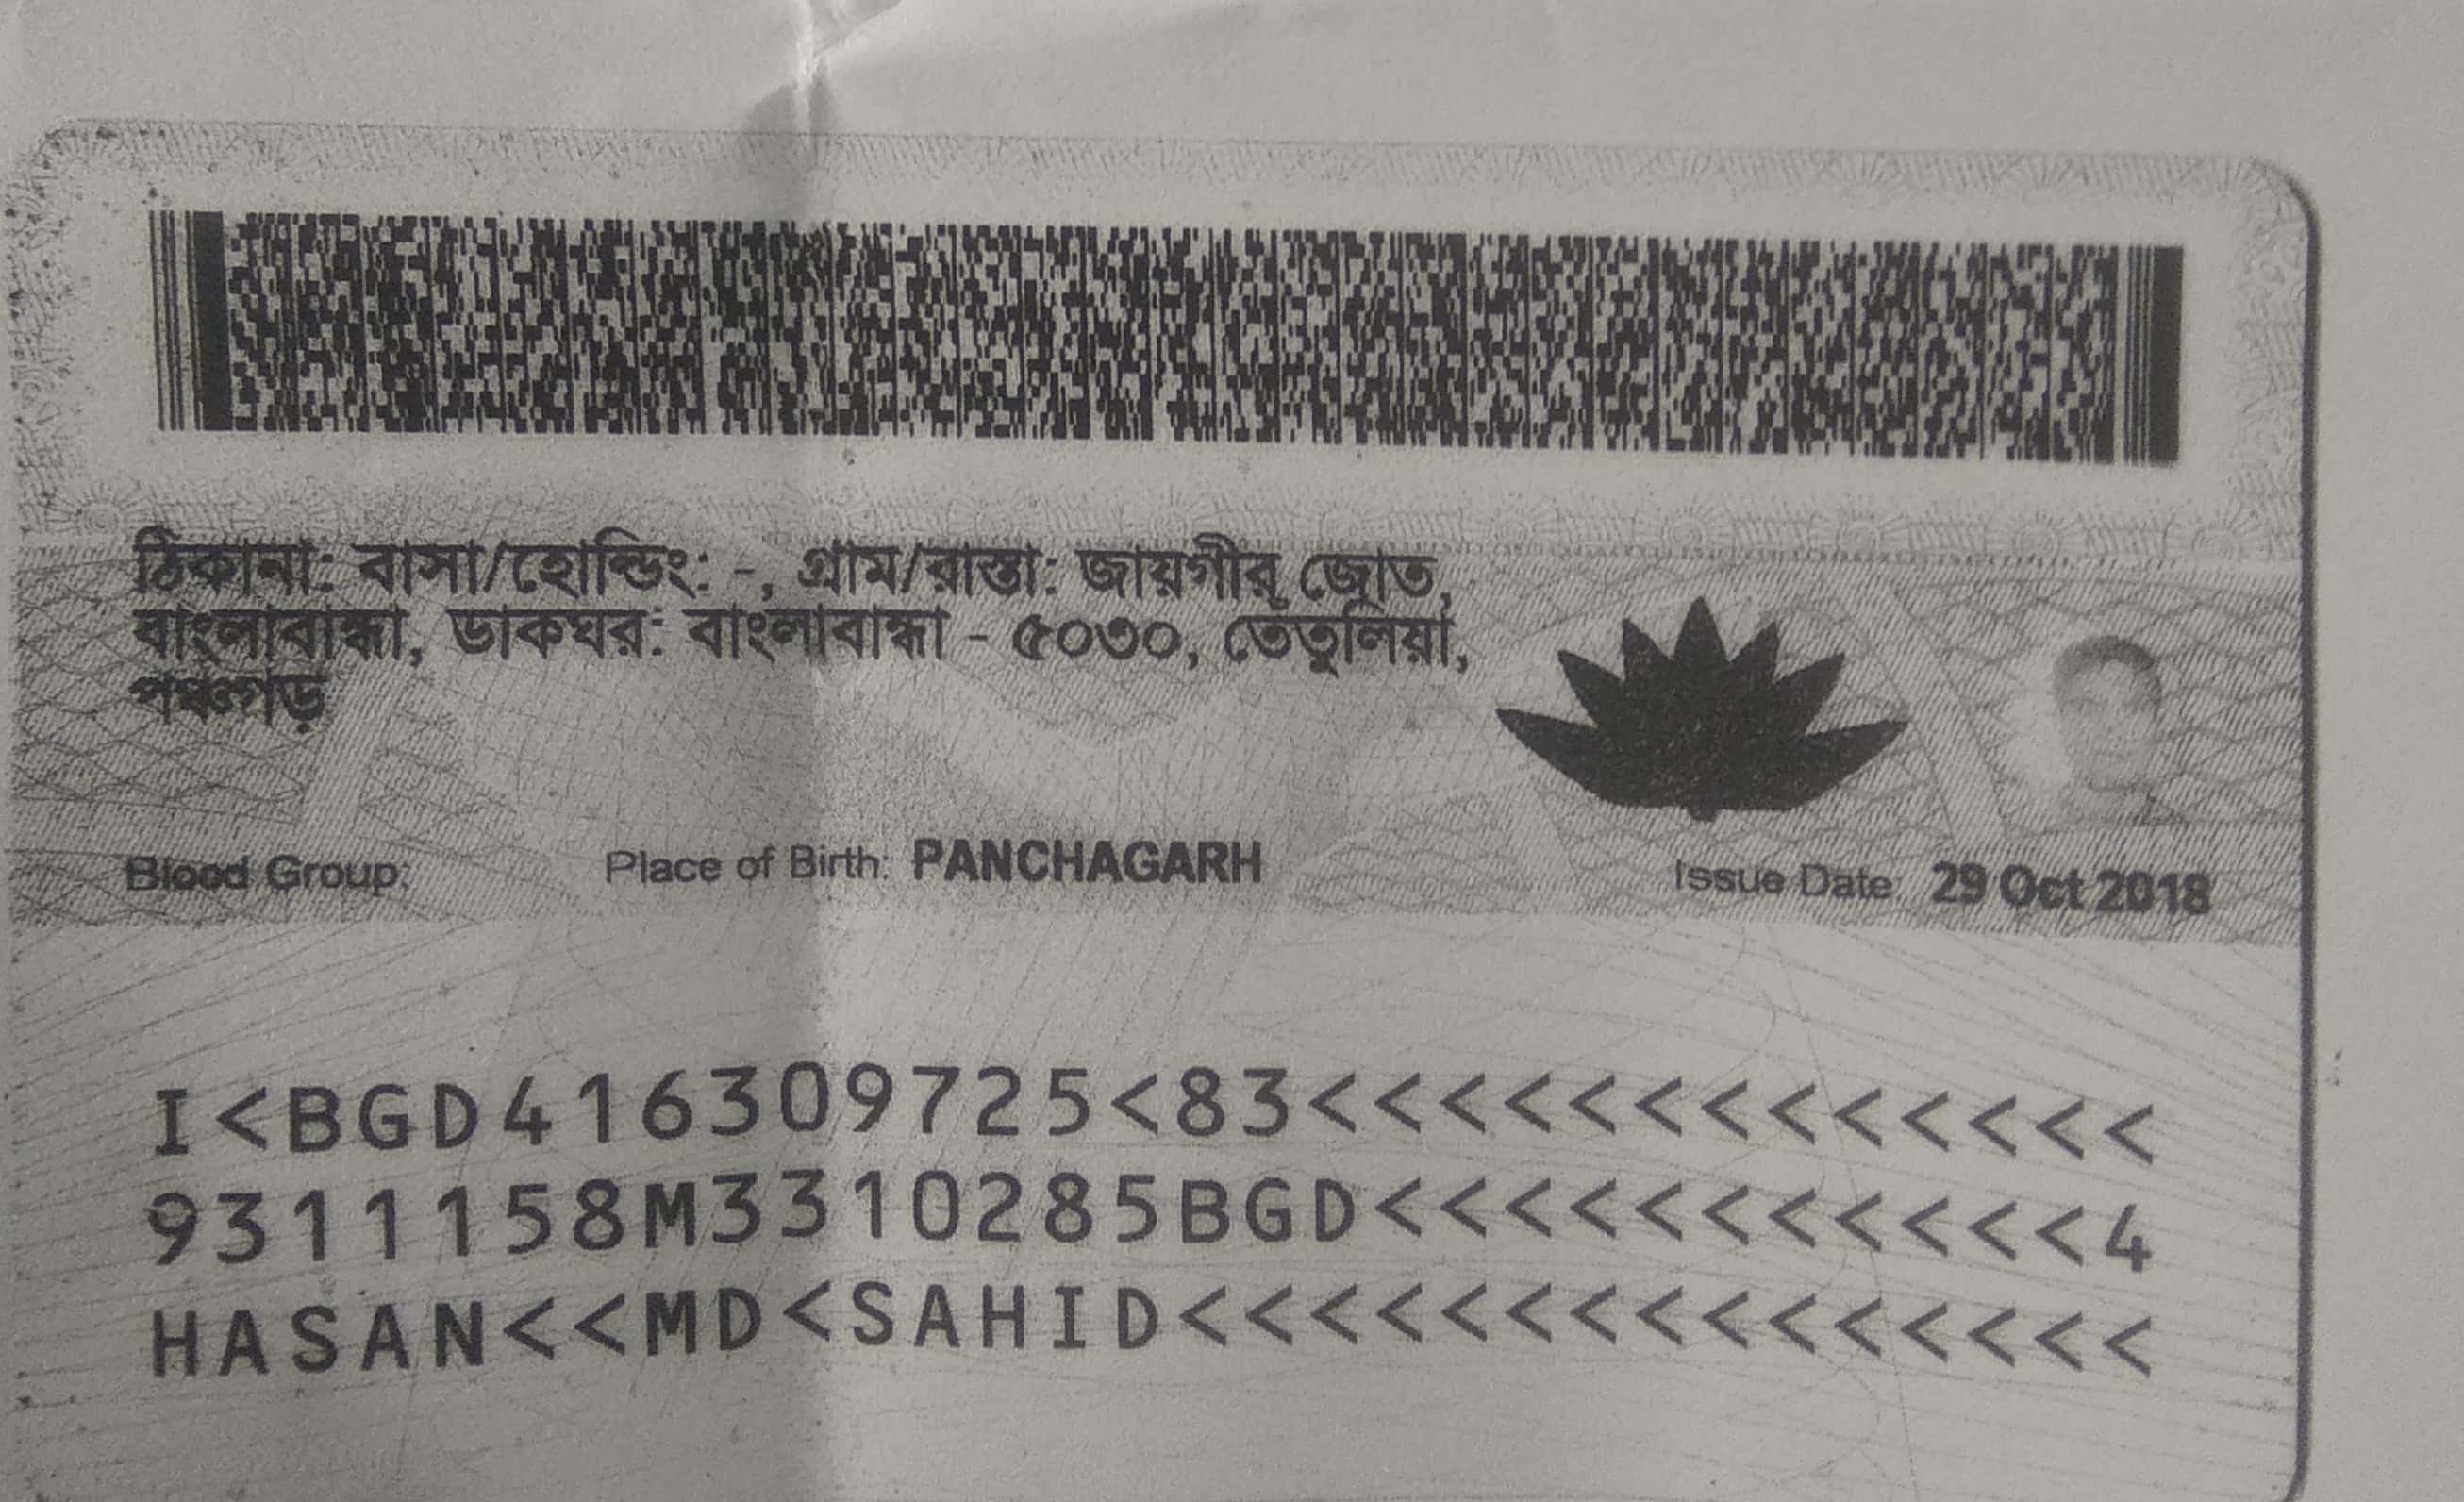 ঠিকানা: বাসা/হোল্ডিং: -, গ্রাম/রাস্তা: জায়গীর জোত,
বাংলাবান্ধা, ডাকঘর: বাংলাবান্ধা - ৫০৩০, তেঁতুলিয়া,
পঞ্চগড়
Blood Group:
Place of Birth: PANCHAGARH
Issue Date: 29 Oct 2018
I<BGD416309725<83<<<<<<<<<<<<<
9311158M3310285BGD<<<<<<<<<<<4
HASAN<<MD<SAHID<<<<<<<<<<<<<<<